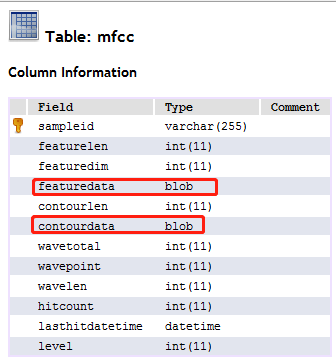 Table: mfcc
Column Information
Field Type Comment
sampleid varchar(255)
featurelen int(11)
featuredim int(11)
featuredata blob
contourlen int(11)
contourdata blob
wavetotal int(11)
wavepoint int(11)
wavelen int(11)
hitcount int(11)
lasthitdatetime datetime
level int(11)